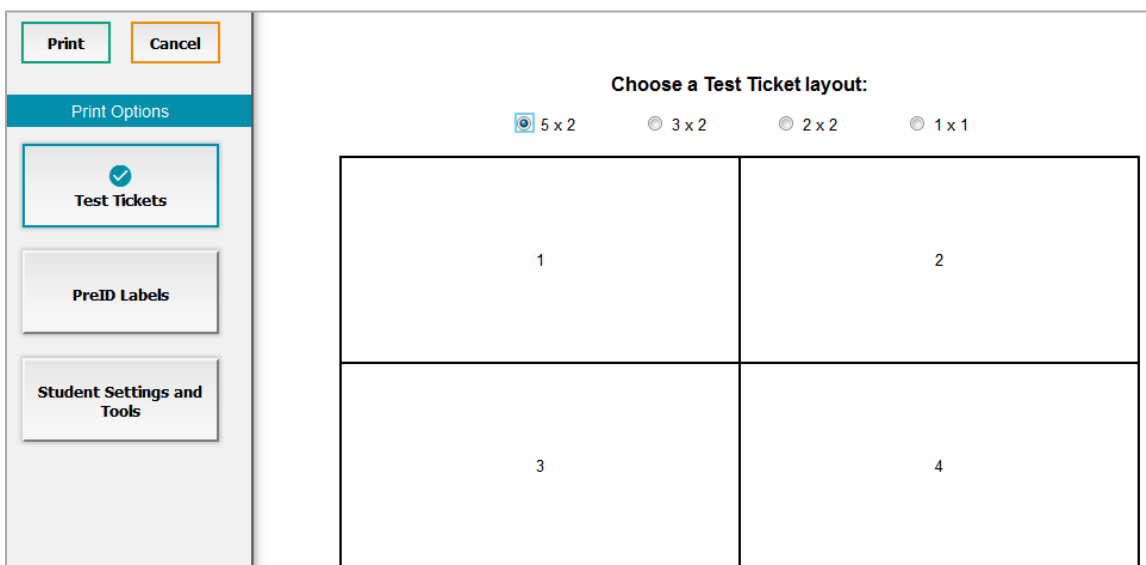 Print Cancel
Print Options
Test Tickets
PreID Labels
Student Settings and
Tools
Choose a Test Ticket layout:
5 x 2 3 x 2 2 x 2 1 x 1
1 2
3 4